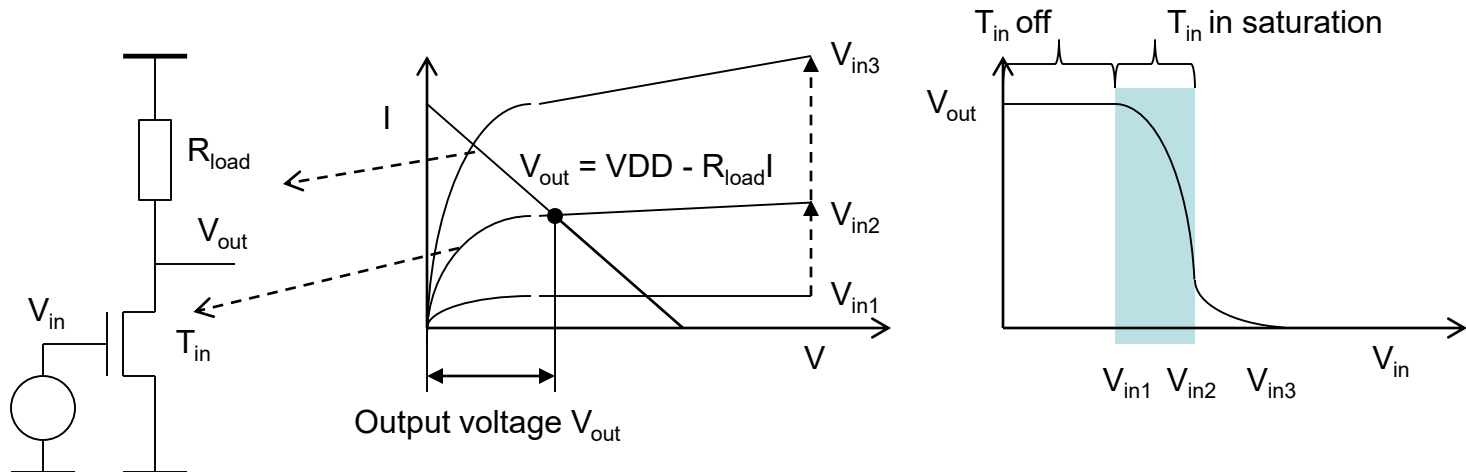 R_load
V_out
V_in
T_in
I
V_in3
V_out = VDD - R_loadI
V_in2
V_in1
V
Output voltage V_out
T_in off
T_in in saturation
V_out
V_in
V_in1
V_in2
V_in3